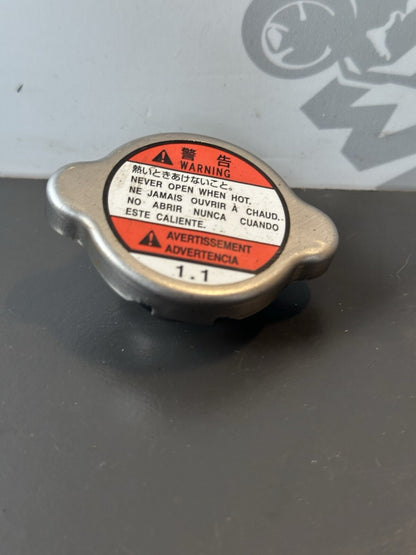 警告
WARNING
熱いときあけないこと。
NEVER OPEN WHEN HOT.
NE JAMAIS OUVRIR À CHAUD.
NO ABRIR NUNCA CUANDO
ESTE CALIENTE.
AVERTISSEMENT
ADVERTENCIA
1.1